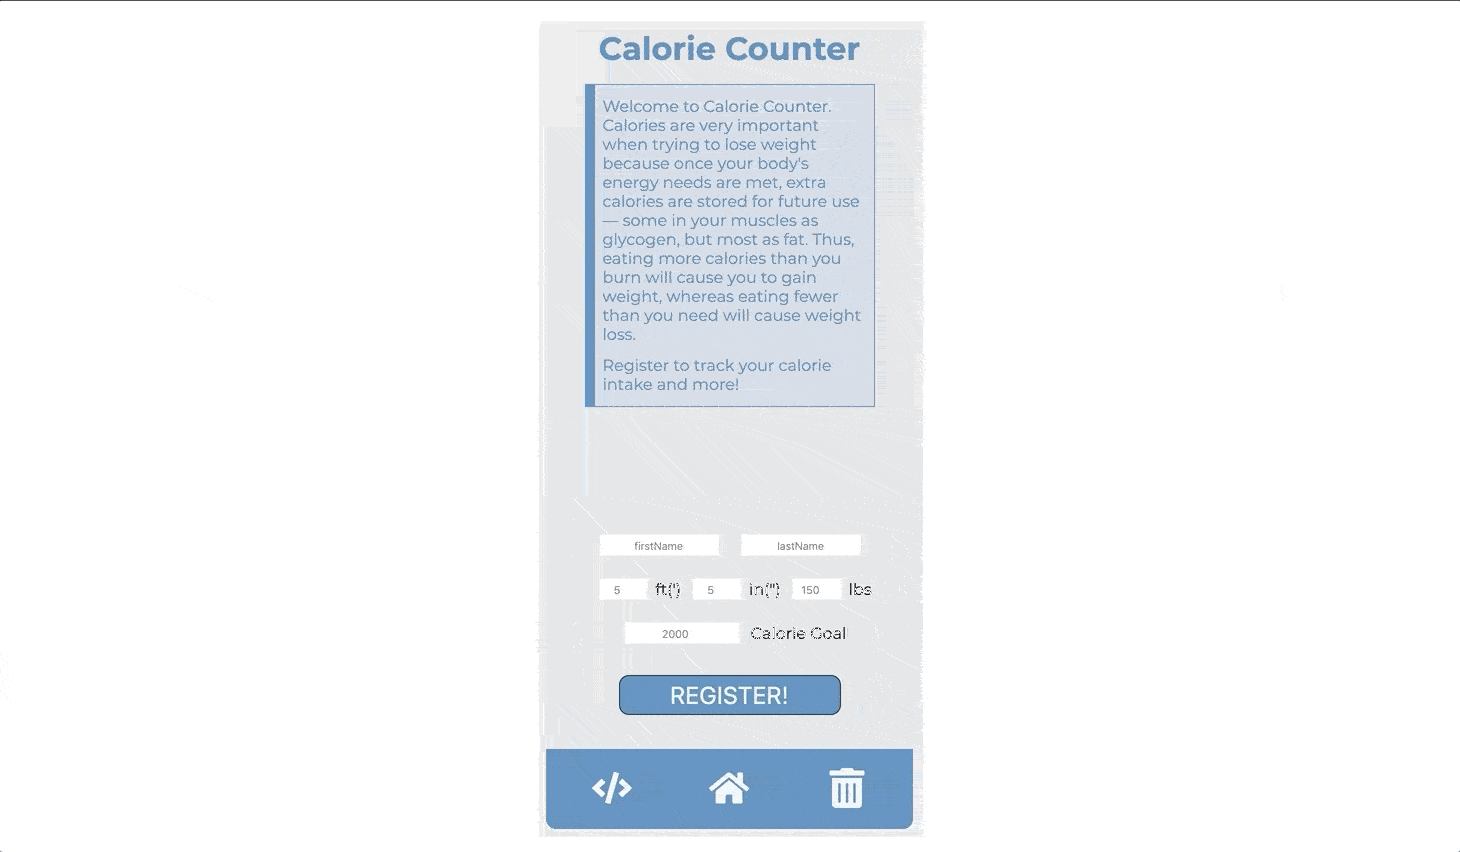 Calorie Counter
Welcome to Calorie Counter.
Calories are very important
when trying to lose weight
because once your body's
energy needs are met, extra
calories are stored for future use
— some in your muscles as
glycogen, but most as fat. Thus,
eating more calories than you
burn will cause you to gain
weight, whereas eating fewer
than you need will cause weight
loss.
Register to track your calorie
intake and more!
firstName lastName
5 ft(') 5 in(") 150 lbs
2000 Calorie Goal
REGISTER!